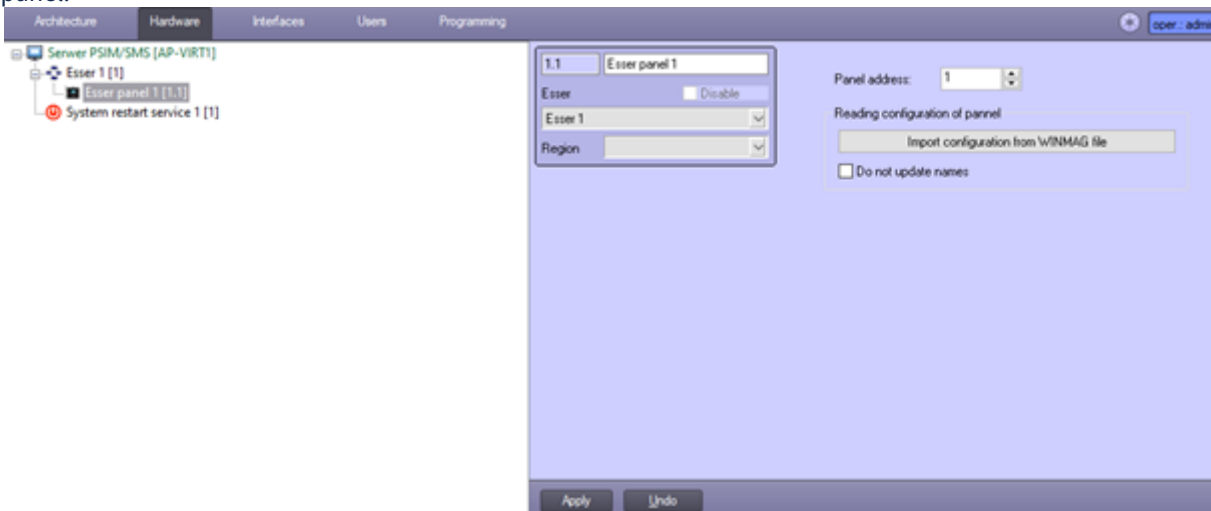 Architecture Hardware Interfaces Users Programming oper.: admi
Serwer PSIM/SMS [AP-VIRT1]
Esser 1 [1]
Esser panel 1 [1.1]
System restart service 1 [1]
1.1 Esser panel 1
Esser Disable
Esser 1
Region
Panel address: 1
Reading configuration of pannel
Import configuration from WINMAG file
Do not update names
Apply Undo